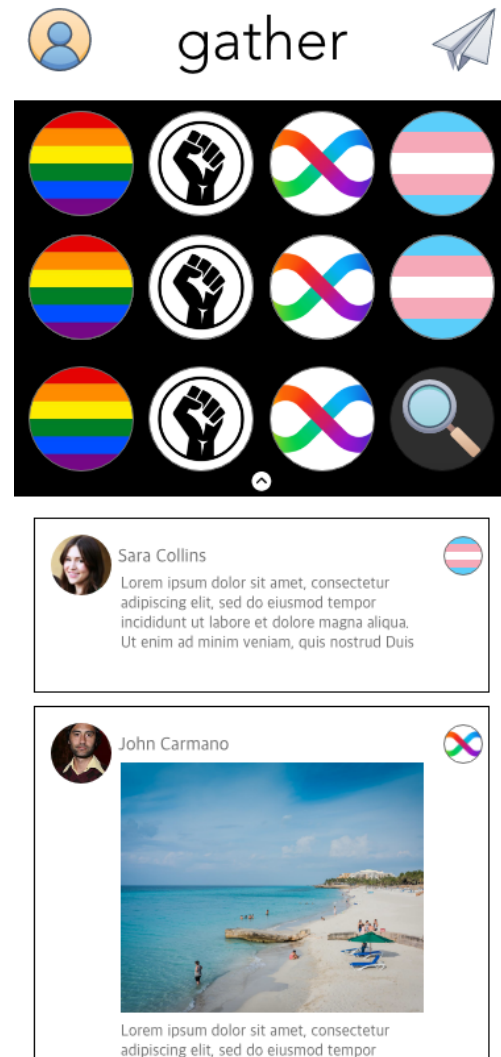 gather
Sara Collins
Lorem ipsum dolor sit amet, consectetur
adipiscing elit, sed do eiusmod tempor
incididunt ut labore et dolore magna aliqua.
Ut enim ad minim veniam, quis nostrud Duis
John Carmano
Lorem ipsum dolor sit amet, consectetur
adipiscing elit, sed do eiusmod tempor